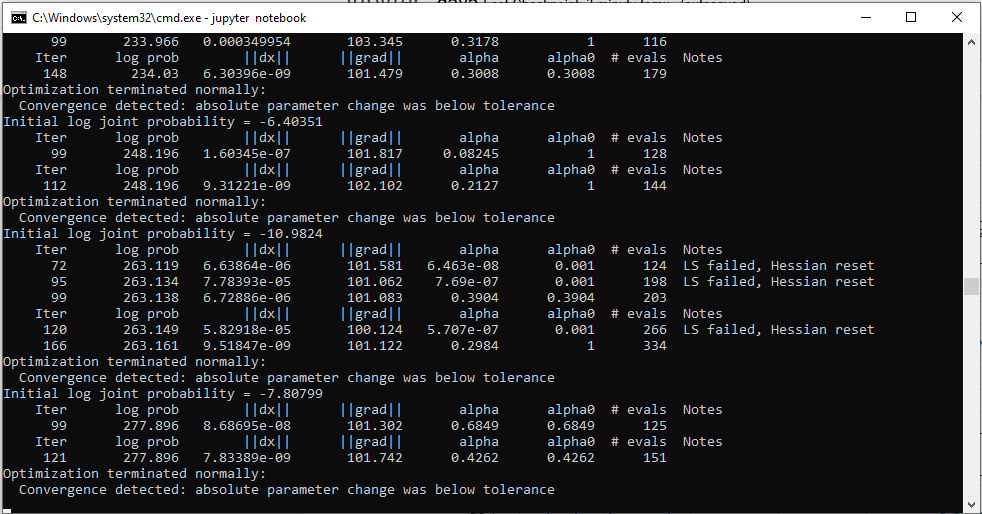 C:\Windows\system32\cmd.exe - jupyter notebook
99 233.966 0.000349954 103.345 0.3178 1 116
Iter log prob ||dx|| ||grad|| alpha alpha0 # evals Notes
148 234.03 6.30396e-09 101.479 0.3008 0.3008 179
Optimization terminated normally:
Convergence detected: absolute parameter change was below tolerance
Initial log joint probability = -6.40351
Iter log prob ||dx|| ||grad|| alpha alpha0 # evals Notes
99 248.196 1.60345e-07 101.817 0.08245 1 128
Iter log prob ||dx|| ||grad|| alpha alpha0 # evals Notes
112 248.196 9.31221e-09 102.102 0.2127 1 144
Optimization terminated normally:
Convergence detected: absolute parameter change was below tolerance
Initial log joint probability = -10.9824
Iter log prob ||dx|| ||grad|| alpha alpha0 # evals Notes
72 263.119 6.63864e-06 101.581 6.463e-08 0.001 124 LS failed, Hessian reset
95 263.134 7.78393e-05 101.062 7.69e-07 0.001 198 LS failed, Hessian reset
99 263.138 6.72886e-06 101.083 0.3904 0.3904 203
Iter log prob ||dx|| ||grad|| alpha alpha0 # evals Notes
120 263.149 5.82918e-05 100.124 5.707e-07 0.001 266 LS failed, Hessian reset
166 263.161 9.51847e-09 101.122 0.2984 1 334
Optimization terminated normally:
Convergence detected: absolute parameter change was below tolerance
Initial log joint probability = -7.80799
Iter log prob ||dx|| ||grad|| alpha alpha0 # evals Notes
99 277.896 8.68695e-08 101.302 0.6849 0.6849 125
Iter log prob ||dx|| ||grad|| alpha alpha0 # evals Notes
121 277.896 7.83389e-09 101.742 0.4262 0.4262 151
Optimization terminated normally:
Convergence detected: absolute parameter change was below tolerance